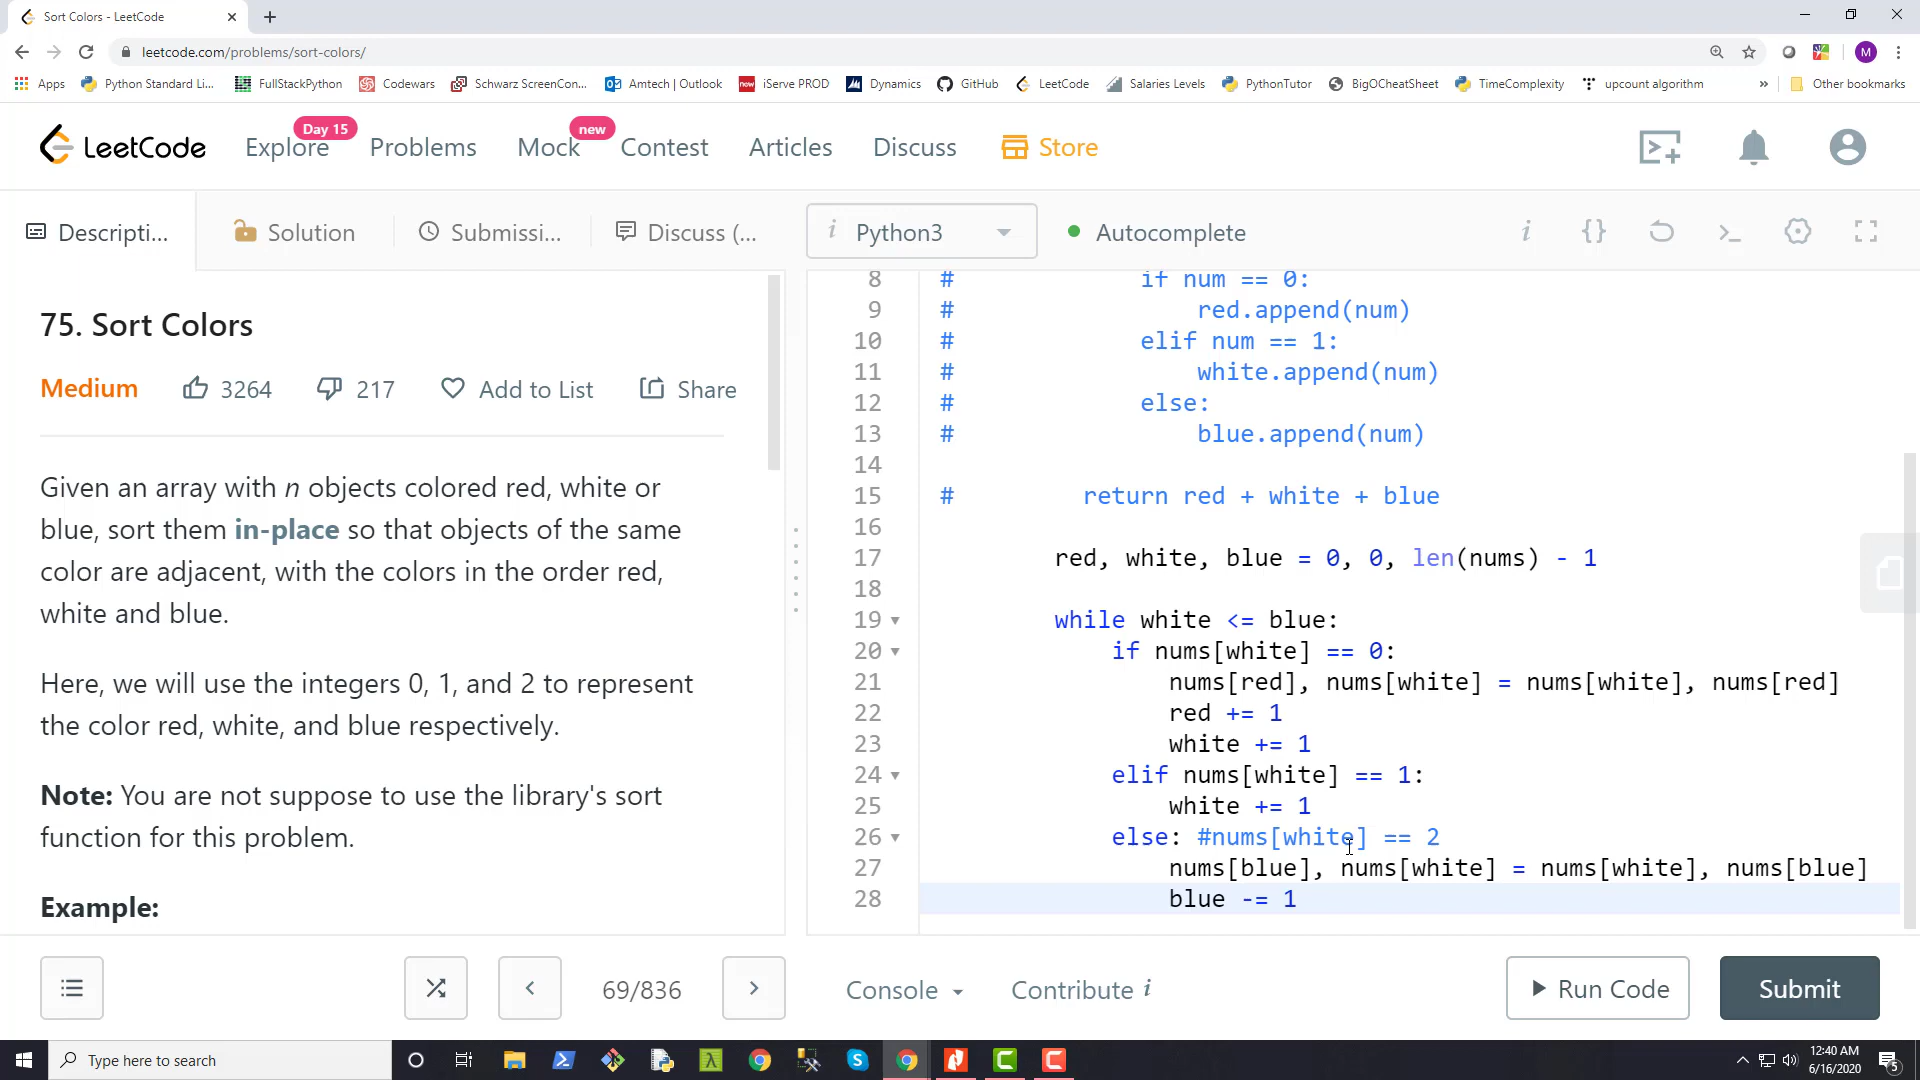 Sort Colors - LeetCode
leetcode.com/problems/sort-colors/
M
Apps Python Standard Li... FullStackPython Codewars Schwarz ScreenCon... Amtech | Outlook now iServe PROD Dynamics GitHub LeetCode Salaries Levels PythonTutor BigOCheatSheet TimeComplexity upcount algorithm » Other bookmarks
Day 15 new
LeetCode Explore Problems Mock Contest Articles Discuss Store
Descripti... Solution Submissi... Discuss (... i Python3 Autocomplete i {} >_
75. Sort Colors
Medium 3264 217 Add to List Share
Given an array with n objects colored red, white or
blue, sort them in-place so that objects of the same
color are adjacent, with the colors in the order red,
white and blue.
Here, we will use the integers 0, 1, and 2 to represent
the color red, white, and blue respectively.
Note: You are not suppose to use the library's sort
function for this problem.
Example:
8 # if num == 0:
9 # red.append(num)
10 # elif num == 1:
11 # white.append(num)
12 # else:
13 # blue.append(num)
14
15 # return red + white + blue
16
17 red, white, blue = 0, 0, len(nums) - 1
18
19 while white <= blue:
20 if nums[white] == 0:
21 nums[red], nums[white] = nums[white], nums[red]
22 red += 1
23 white += 1
24 elif nums[white] == 1:
25 white += 1
26 else: #nums[white] == 2
27 nums[blue], nums[white] = nums[white], nums[blue]
28 blue -= 1
69/836 Console Contribute i Run Code Submit
Type here to search
12:40 AM
6/16/2020
5